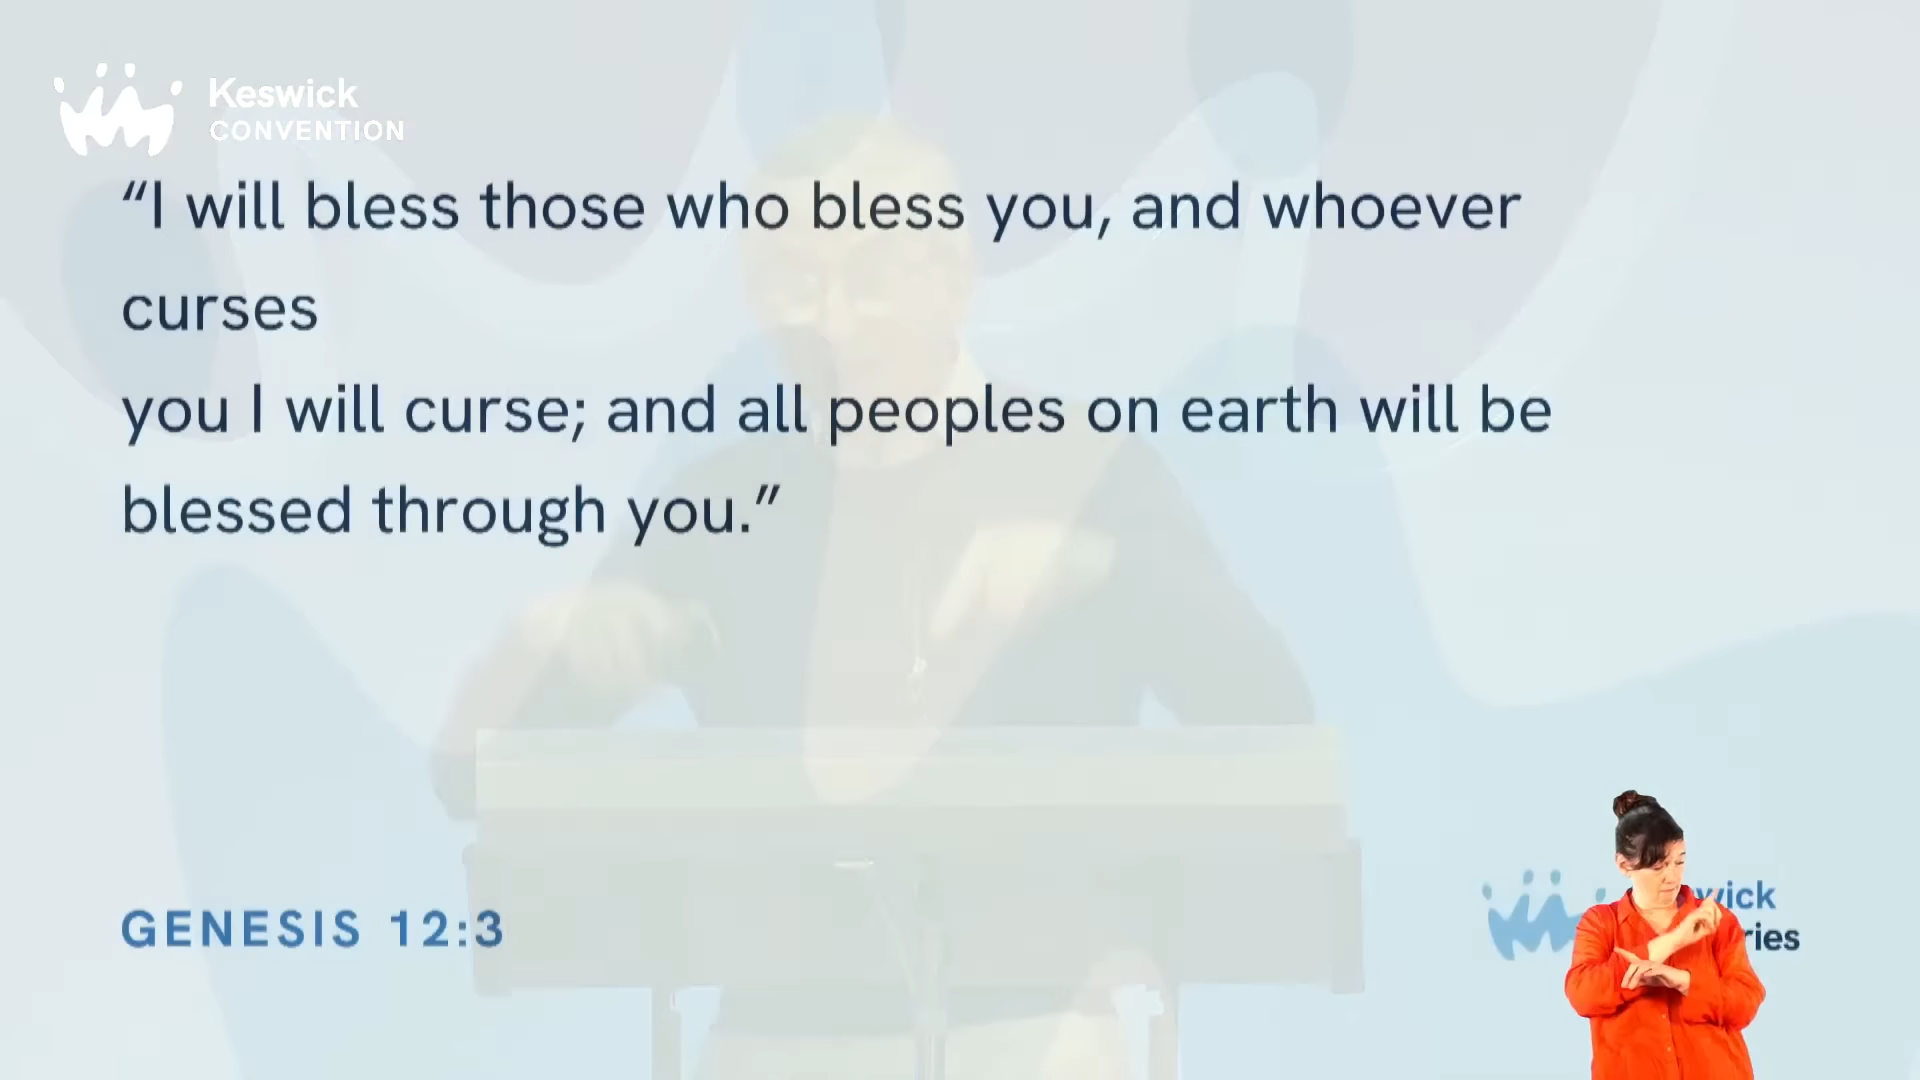 Keswick
CONVENTION
“I will bless those who bless you, and whoever
curses
you I will curse; and all peoples on earth will be
blessed through you.”
GENESIS 12:3